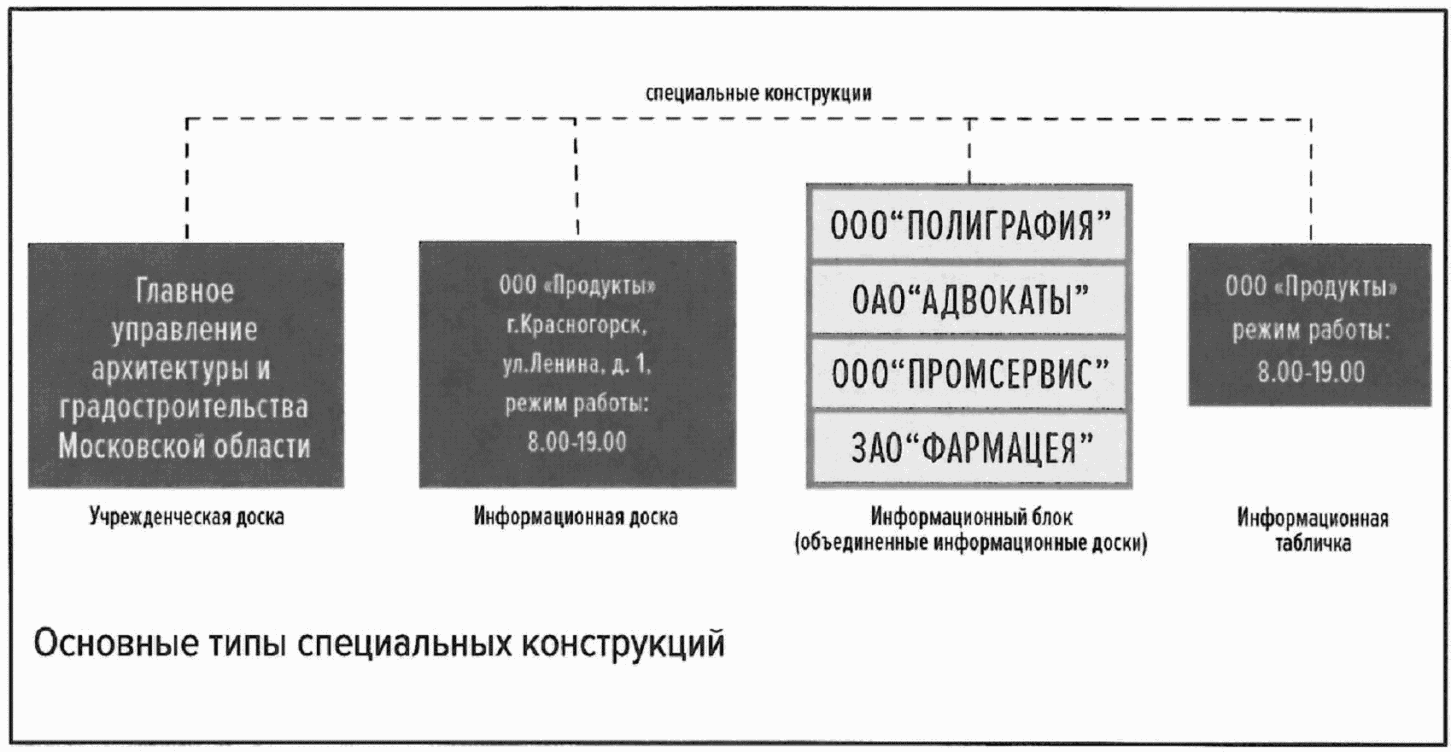 специальные конструкции
Главное
управление
архитектуры и
градостроительства
Московской области
Учрежденческая доска
ООО «Продукты»
г.Красногорск,
ул.Ленина, д. 1,
режим работы:
8.00-19.00
Информационная доска
ООО“ПОЛИГРАФИЯ”
ОАО“АДВОКАТЫ”
ООО“ПРОМСЕРВИС”
ЗАО“ФАРМАЦЕЯ”
Информационный блок
(объединенные информационные доски)
ООО «Продукты»
режим работы:
8.00-19.00
Информационная
табличка
Основные типы специальных конструкций